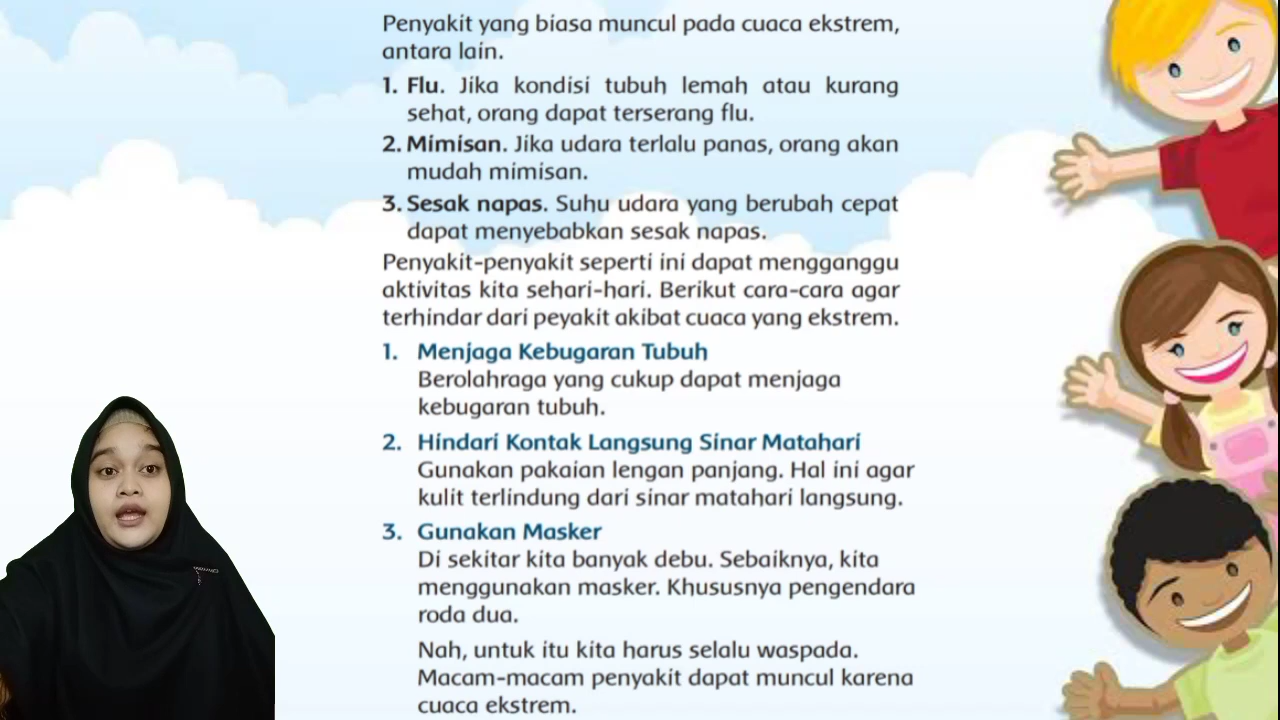 Penyakit yang biasa muncul pada cuaca ekstrem,
antara lain.
1. Flu. Jika kondisi tubuh lemah atau kurang
sehat, orang dapat terserang flu.
2. Mimisan. Jika udara terlalu panas, orang akan
mudah mimisan.
3. Sesak napas. Suhu udara yang berubah cepat
dapat menyebabkan sesak napas.
Penyakit-penyakit seperti ini dapat mengganggu
aktivitas kita sehari-hari. Berikut cara-cara agar
terhindar dari peyakit akibat cuaca yang ekstrem.
1. Menjaga Kebugaran Tubuh
Berolahraga yang cukup dapat menjaga
kebugaran tubuh.
2. Hindari Kontak Langsung Sinar Matahari
Gunakan pakaian lengan panjang. Hal ini agar
kulit terlindung dari sinar matahari langsung.
3. Gunakan Masker
Di sekitar kita banyak debu. Sebaiknya, kita
menggunakan masker. Khususnya pengendara
roda dua.
Nah, untuk itu kita harus selalu waspada.
Macam-macam penyakit dapat muncul karena
cuaca ekstrem.